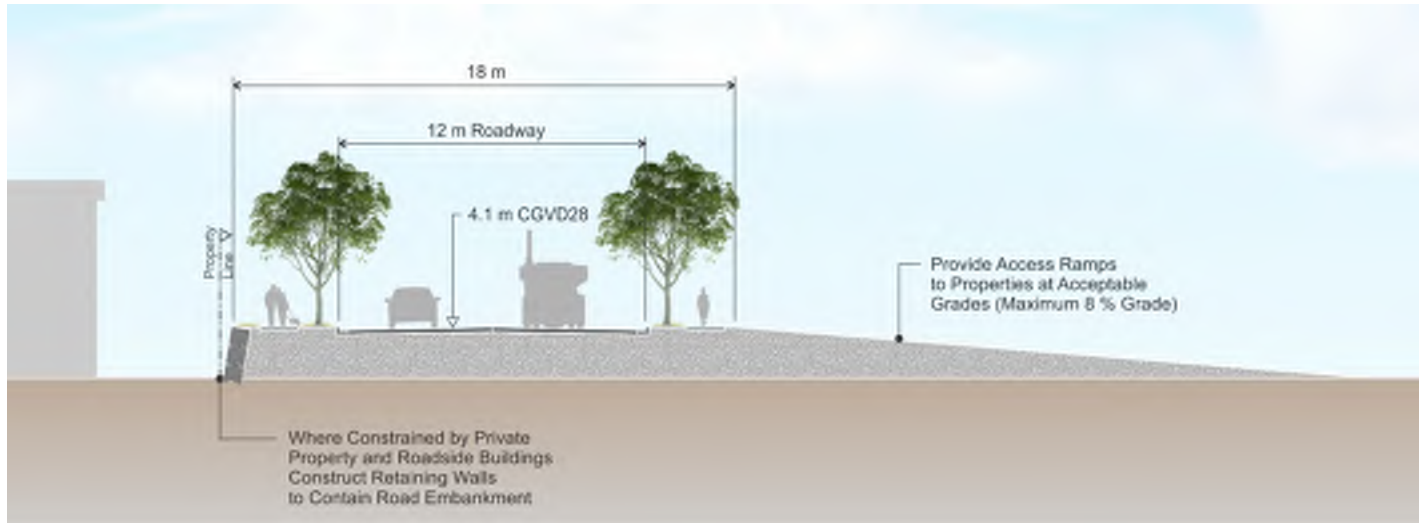 18 m
12 m Roadway
4.1 m CGVD28
Property
Line
Provide Access Ramps
to Properties at Acceptable
Grades (Maximum 8 % Grade)
Where Constrained by Private
Property and Roadside Buildings
Construct Retaining Walls
to Contain Road Embankment